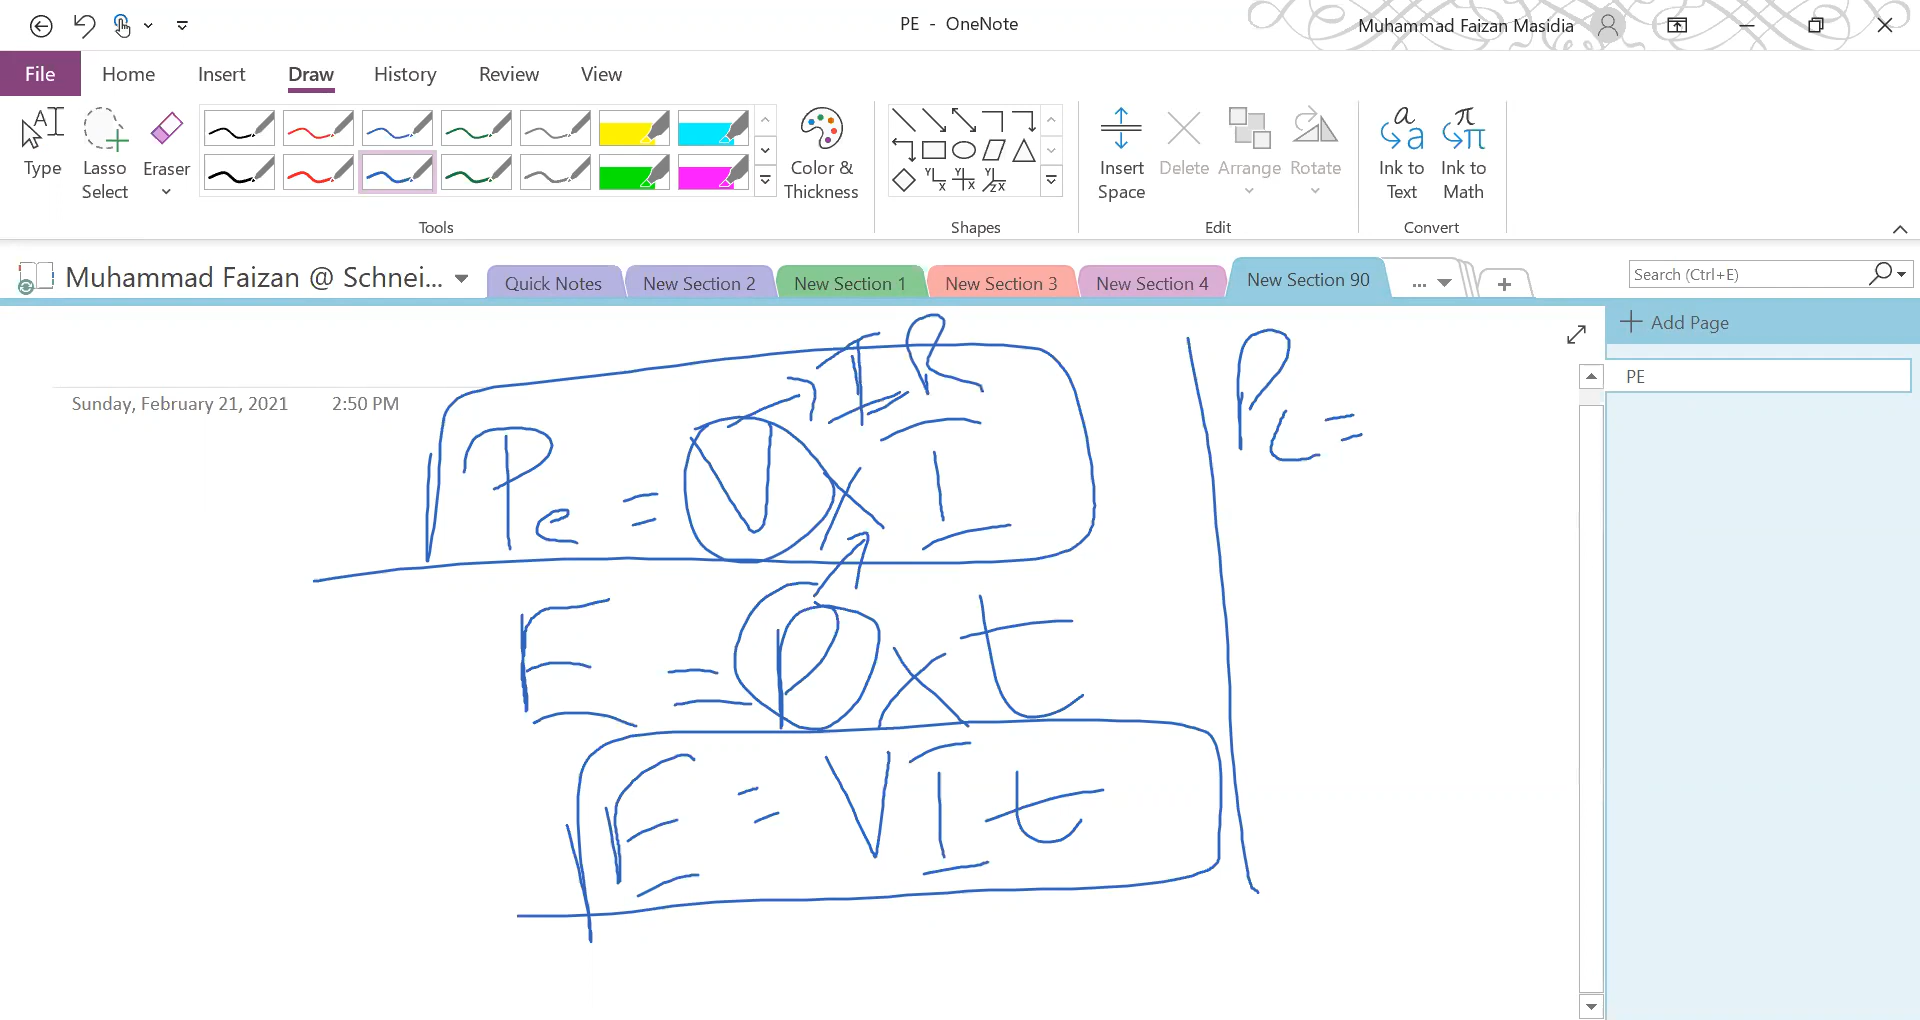 PE - OneNote
Muhammad Faizan Masidia
File Home Insert Draw History Review View
Type
Lasso Select
Eraser
Color & Thickness
Insert Space
Delete
Arrange
Rotate
Ink to Text
Ink to Math
Tools
Shapes
Edit
Convert
Muhammad Faizan @ Schnei...
Quick Notes
New Section 2
New Section 1
New Section 3
New Section 4
New Section 90
...
Search (Ctrl+E)
Add Page
PE
Sunday, February 21, 2021 2:50 PM
IR
Pe = V x I
E = P x t
E = VIt
PL =